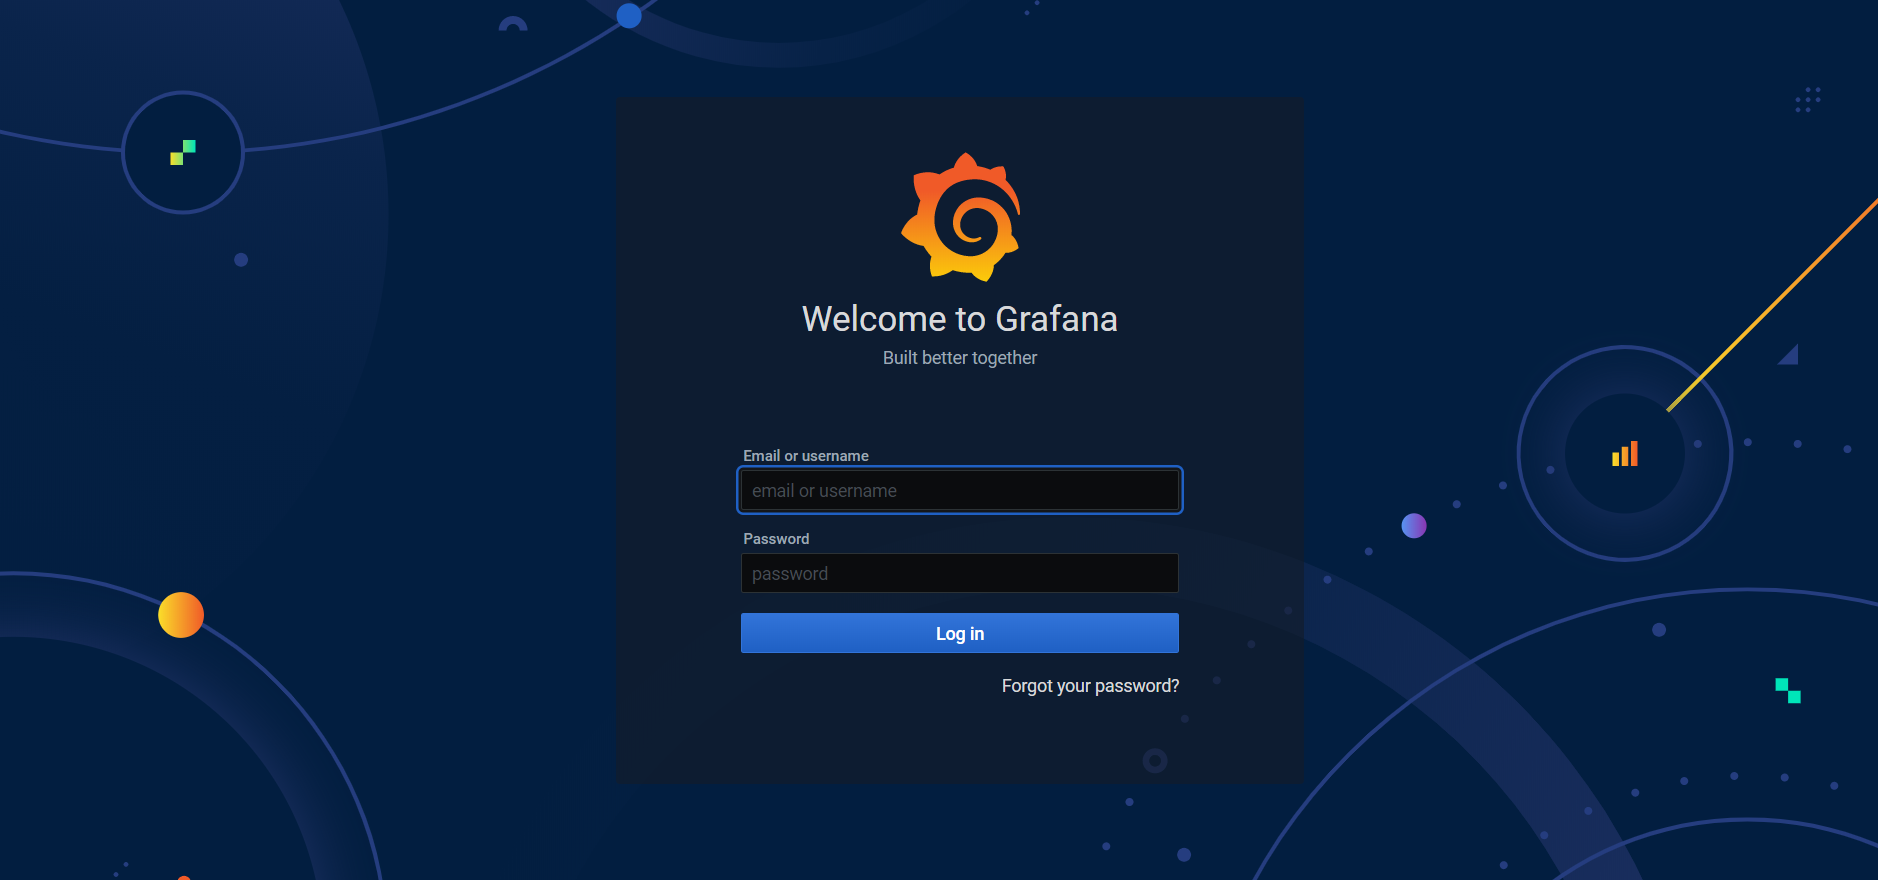 Welcome to Grafana
Built better together
Email or username
email or username
Password
password
Log in
Forgot your password?